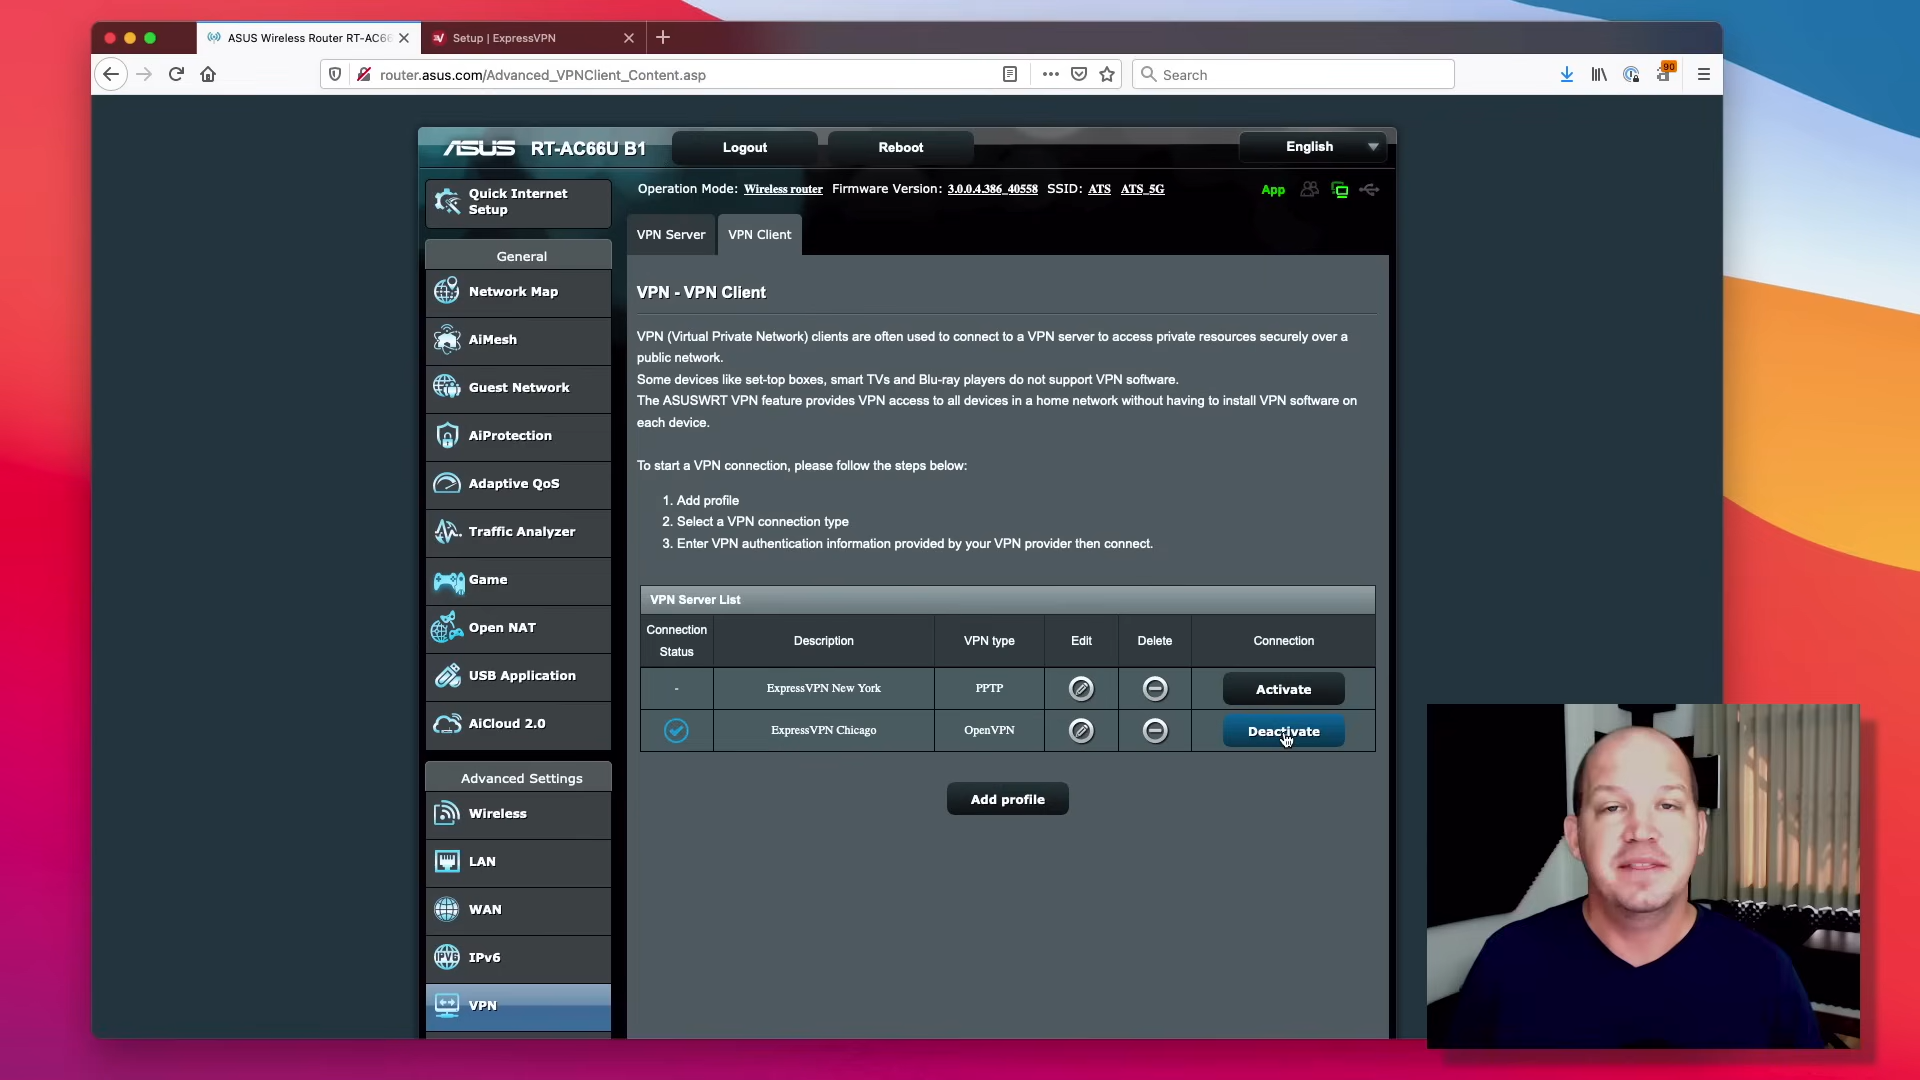 ASUS Wireless Router RT-AC66
Setup | ExpressVPN
router.asus.com/Advanced_VPNClient_Content.asp
Search
90
ASUS RT-AC66U B1
Logout
Reboot
English
Operation Mode: Wireless router Firmware Version: 3.0.0.4.386_40558 SSID: ATS ATS_5G
App
Quick Internet
Setup
General
Network Map
AiMesh
Guest Network
AiProtection
Adaptive QoS
Traffic Analyzer
Game
Open NAT
USB Application
AiCloud 2.0
Advanced Settings
Wireless
LAN
WAN
IPv6
VPN
VPN Server
VPN Client
VPN - VPN Client
VPN (Virtual Private Network) clients are often used to connect to a VPN server to access private resources securely over a
public network.
Some devices like set-top boxes, smart TVs and Blu-ray players do not support VPN software.
The ASUSWRT VPN feature provides VPN access to all devices in a home network without having to install VPN software on
each device.
To start a VPN connection, please follow the steps below:
1. Add profile
2. Select a VPN connection type
3. Enter VPN authentication information provided by your VPN provider then connect.
VPN Server List
Connection
Status
Description
VPN type
Edit
Delete
Connection
- ExpressVPN New York PPTP Activate
ExpressVPN Chicago OpenVPN Deactivate
Add profile